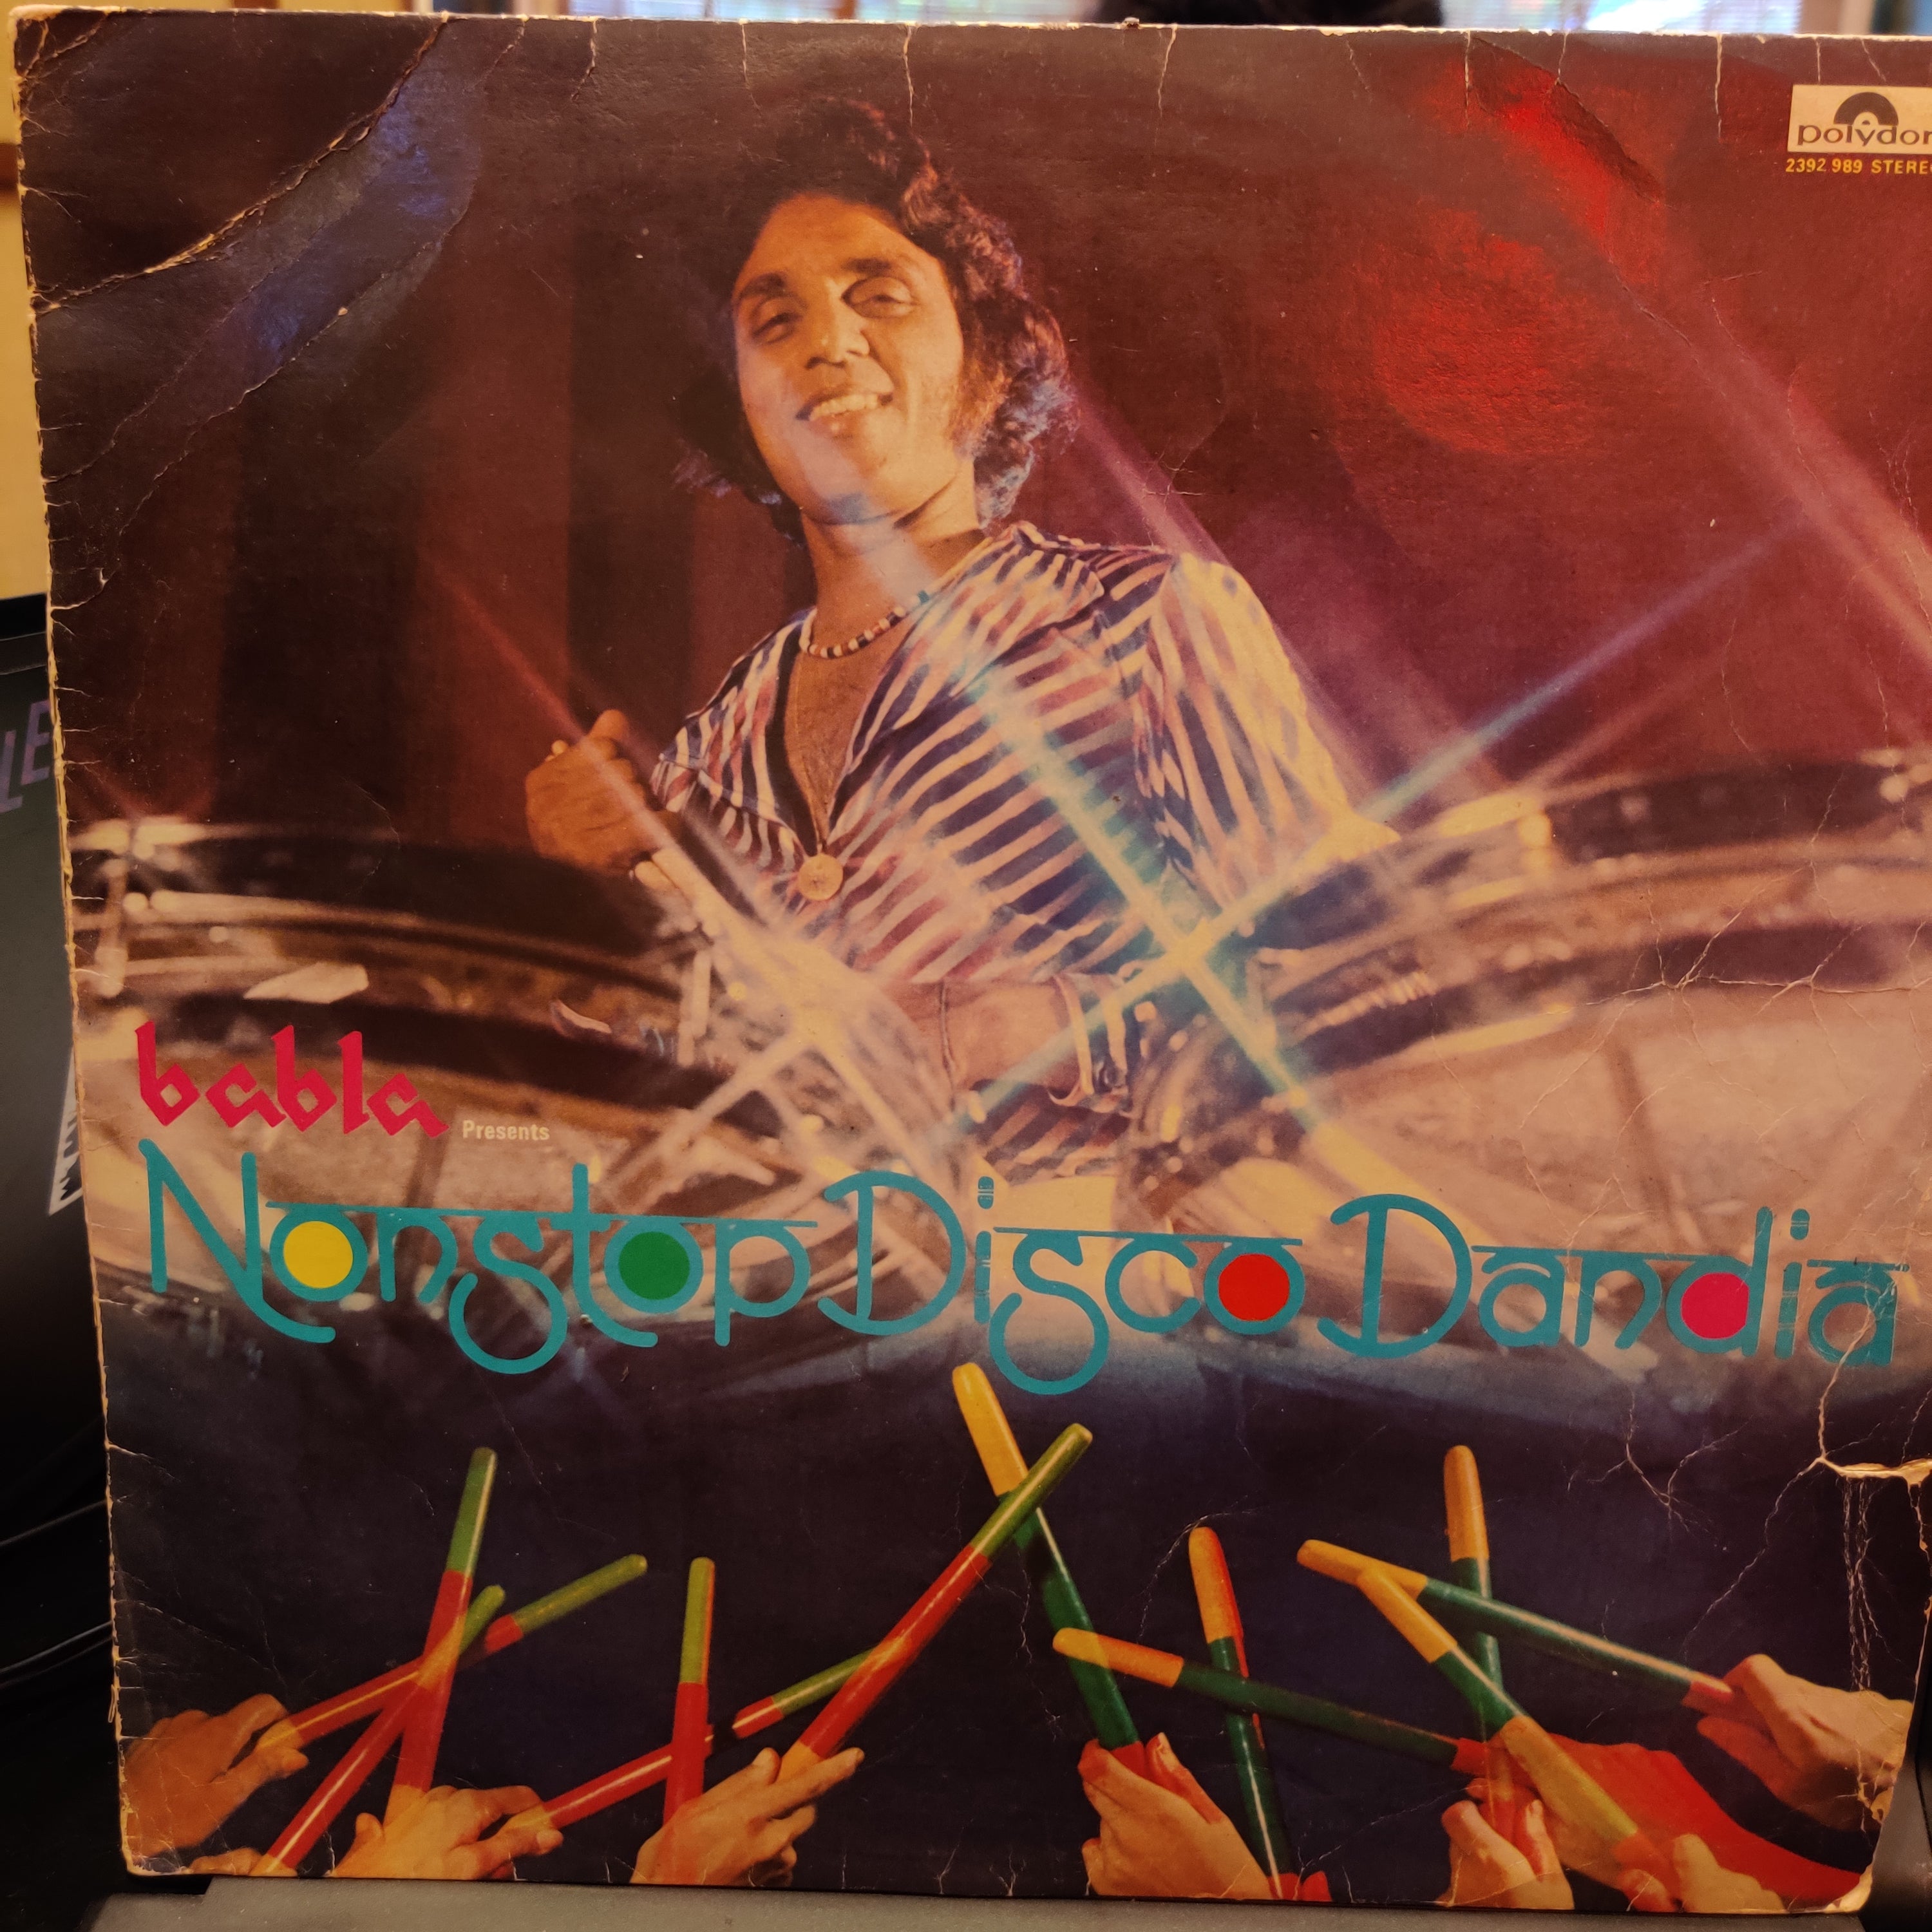 polydor
2392 989 STEREO
babla Presents
Nonstop Disco Dandia